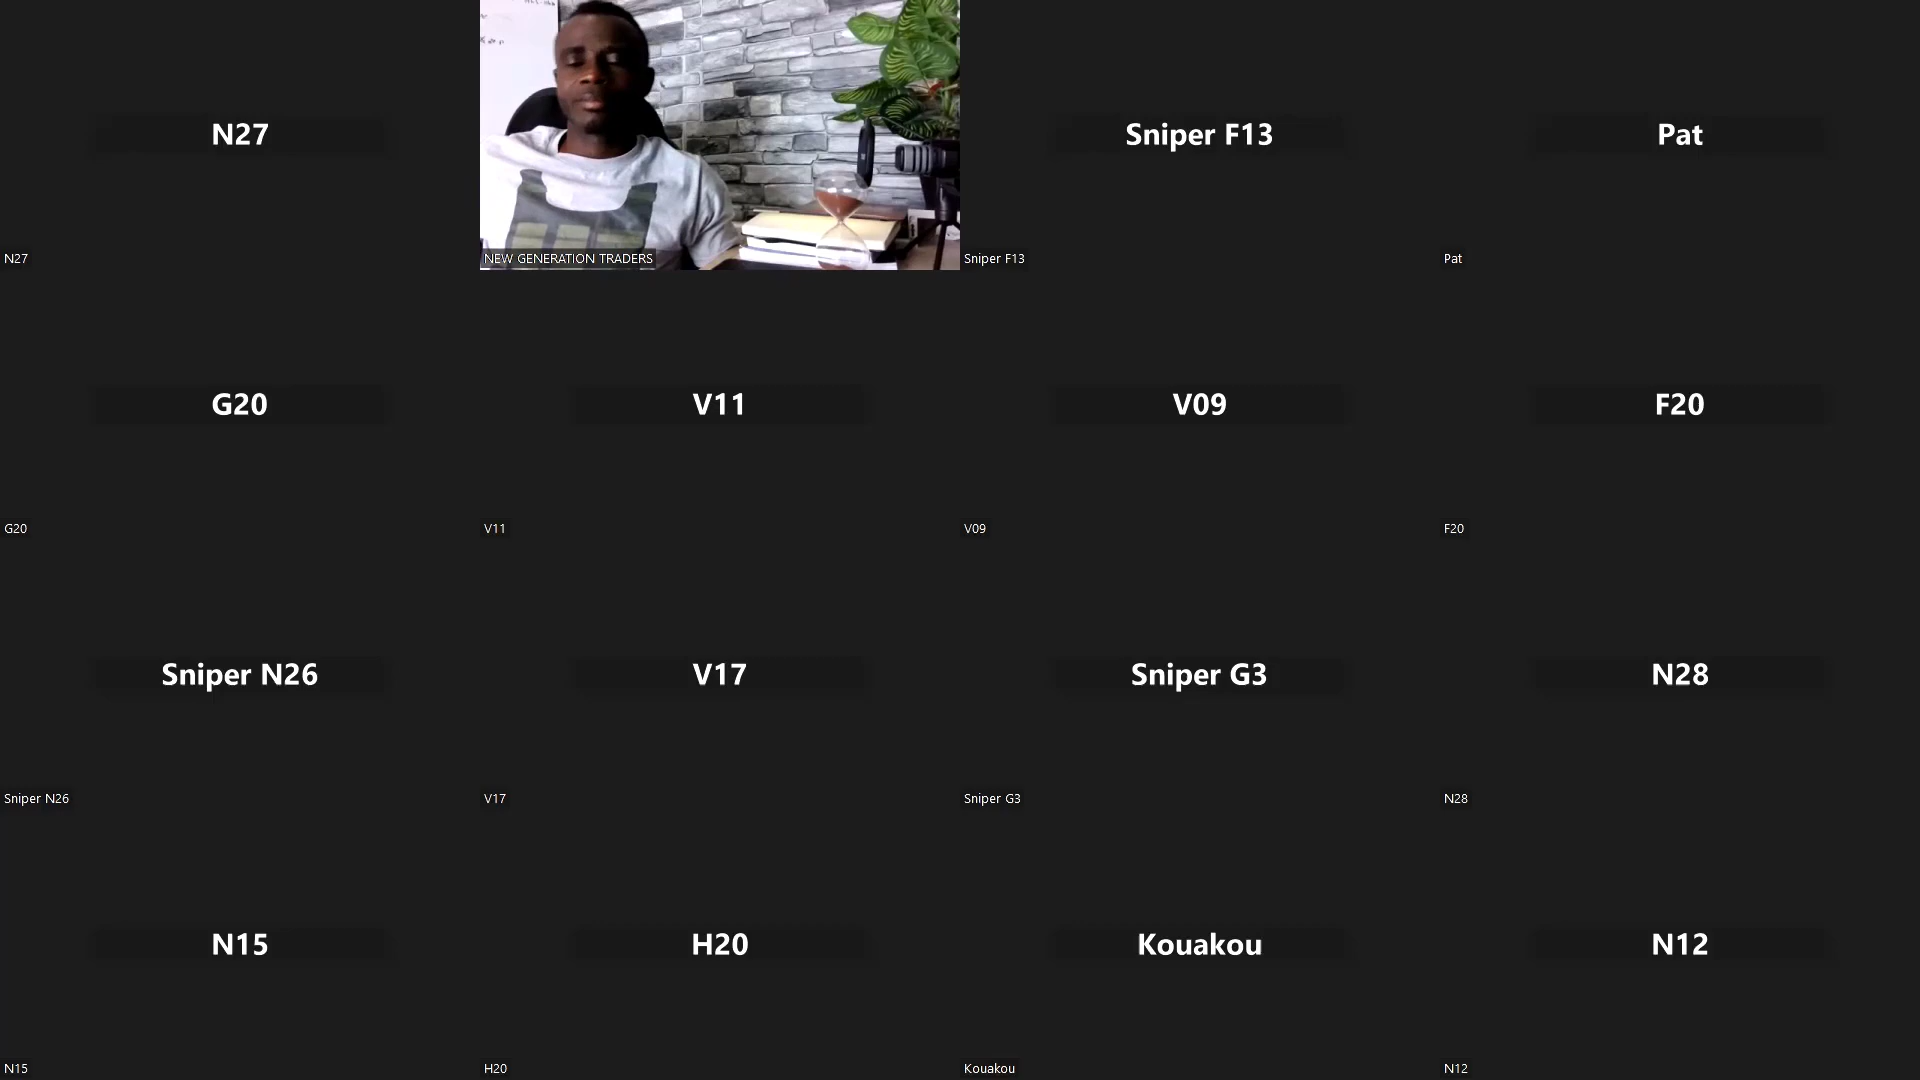 N27
N27
NEW GENERATION TRADERS
Sniper F13
Sniper F13
Pat
Pat
G20
G20
V11
V11
V09
V09
F20
F20
Sniper N26
Sniper N26
V17
V17
Sniper G3
Sniper G3
N28
N28
N15
N15
H20
H20
Kouakou
Kouakou
N12
N12